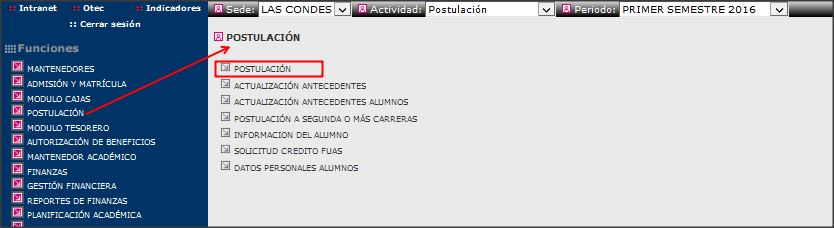 Intranet :: Otec :: Indicadores
:: Cerrar sesión
Sede: LAS CONDES Actividad: Postulación Periodo: PRIMER SEMESTRE 2016
Funciones
MANTENEDORES
ADMISIÓN Y MATRÍCULA
MODULO CAJAS
POSTULACIÓN
MODULO TESORERO
AUTORIZACIÓN DE BENEFICIOS
MANTENEDOR ACADÉMICO
FINANZAS
GESTIÓN FINANCIERA
REPORTES DE FINANZAS
PLANIFICACIÓN ACADÉMICA
POSTULACIÓN
POSTULACIÓN
ACTUALIZACIÓN ANTECEDENTES
ACTUALIZACIÓN ANTECEDENTES ALUMNOS
POSTULACIÓN A SEGUNDA O MÁS CARRERAS
INFORMACION DEL ALUMNO
SOLICITUD CREDITO FUAS
DATOS PERSONALES ALUMNOS